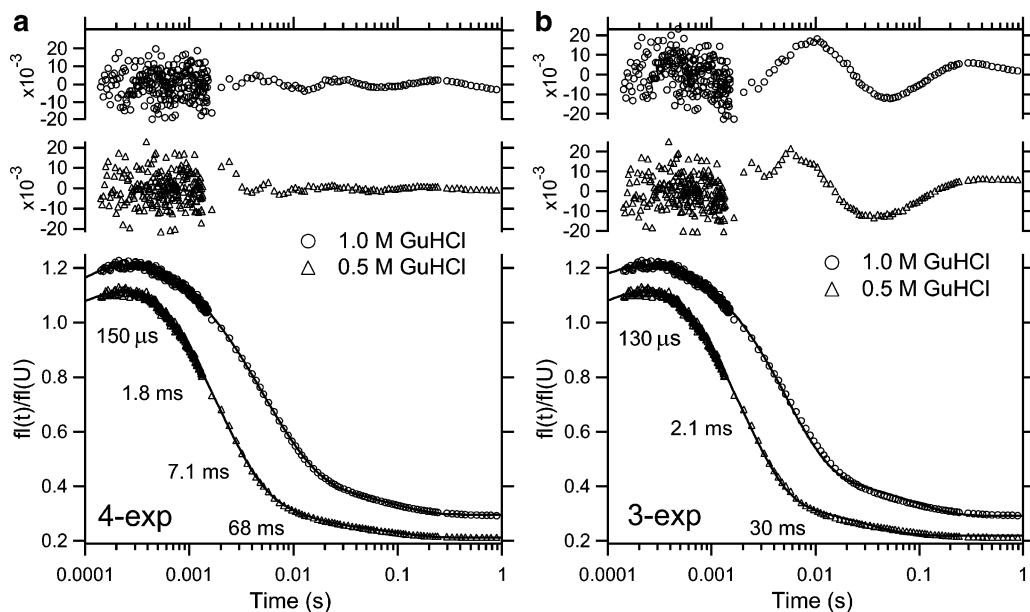 a
20
10
0
-10
-20
x10⁻³
20
10
0
-10
-20
x10⁻³
1.0 M GuHCl
0.5 M GuHCl
1.2
1.0
0.8
0.6
0.4
0.2
fl(t)/fl(U)
150 µs
1.8 ms
7.1 ms
68 ms
4-exp
0.0001
0.001
0.01
0.1
1
Time (s)
b
20
10
0
-10
x10⁻³
20
10
0
-10
-20
x10⁻³
1.0 M GuHCl
0.5 M GuHCl
1.2
1.0
0.8
0.6
0.4
0.2
fl(t)/fl(U)
130 µs
2.1 ms
30 ms
3-exp
0.0001
0.001
0.01
0.1
1
Time (s)